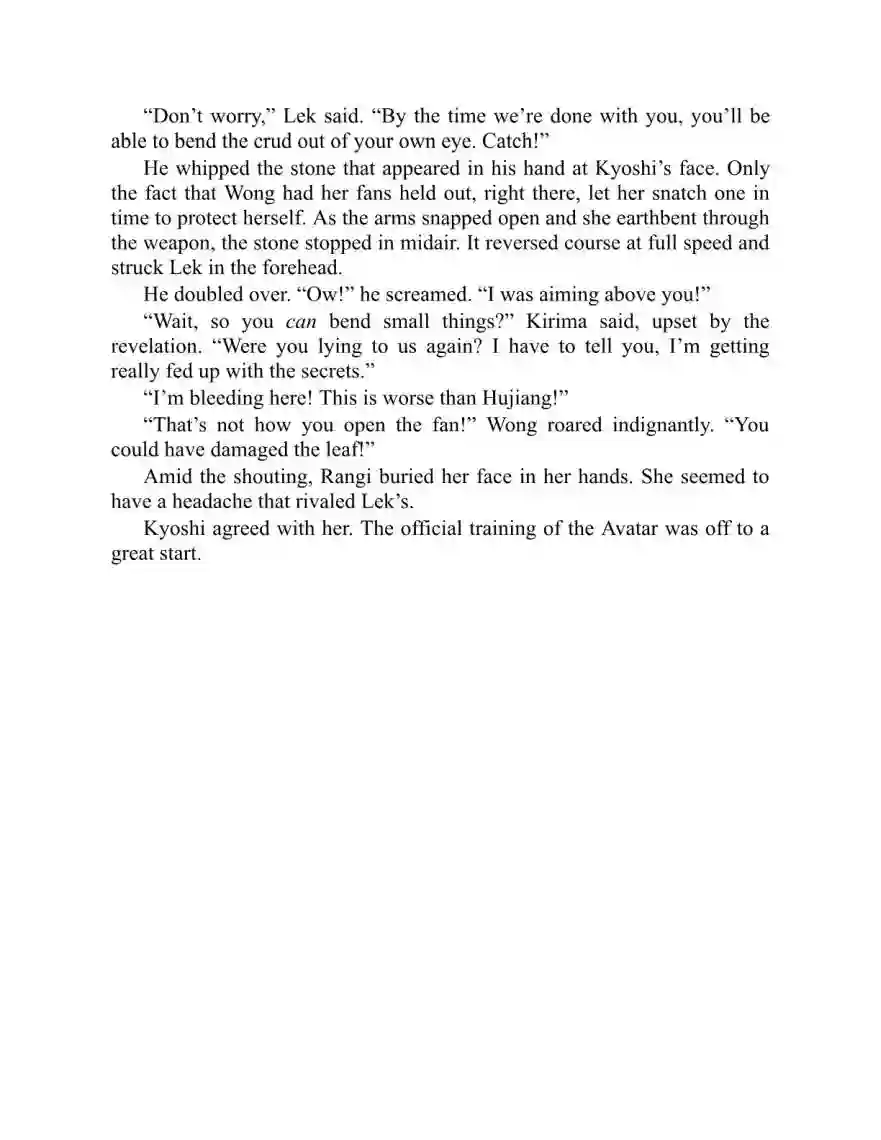 “Don’t worry,” Lek said. “By the time we’re done with you, you’ll be
able to bend the crud out of your own eye. Catch!”
He whipped the stone that appeared in his hand at Kyoshi’s face. Only
the fact that Wong had her fans held out, right there, let her snatch one in
time to protect herself. As the arms snapped open and she earthbent through
the weapon, the stone stopped in midair. It reversed course at full speed and
struck Lek in the forehead.
He doubled over. “Ow!” he screamed. “I was aiming above you!”
“Wait, so you can bend small things?” Kirima said, upset by the
revelation. “Were you lying to us again? I have to tell you, I’m getting
really fed up with the secrets.”
“I’m bleeding here! This is worse than Hujiang!”
“That’s not how you open the fan!” Wong roared indignantly. “You
could have damaged the leaf!”
Amid the shouting, Rangi buried her face in her hands. She seemed to
have a headache that rivaled Lek’s.
Kyoshi agreed with her. The official training of the Avatar was off to a
great start.